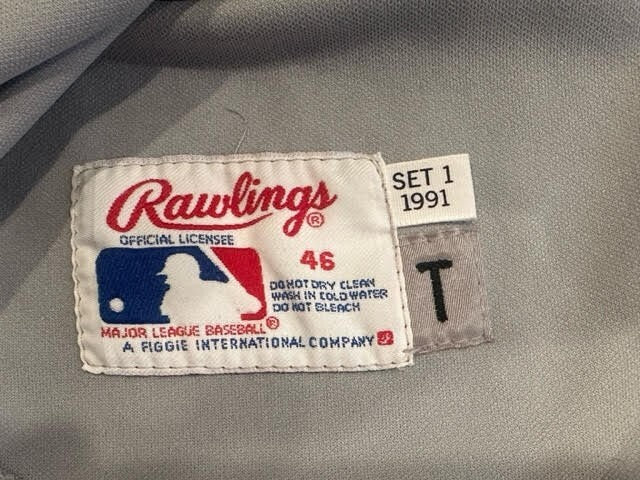 Rawlings®
OFFICIAL LICENSEE
46
DO NOT DRY CLEAN
WASH IN COLD WATER
DO NOT BLEACH
MAJOR LEAGUE BASEBALL®
A FIGGIE INTERNATIONAL COMPANY
SET 1
1991
T